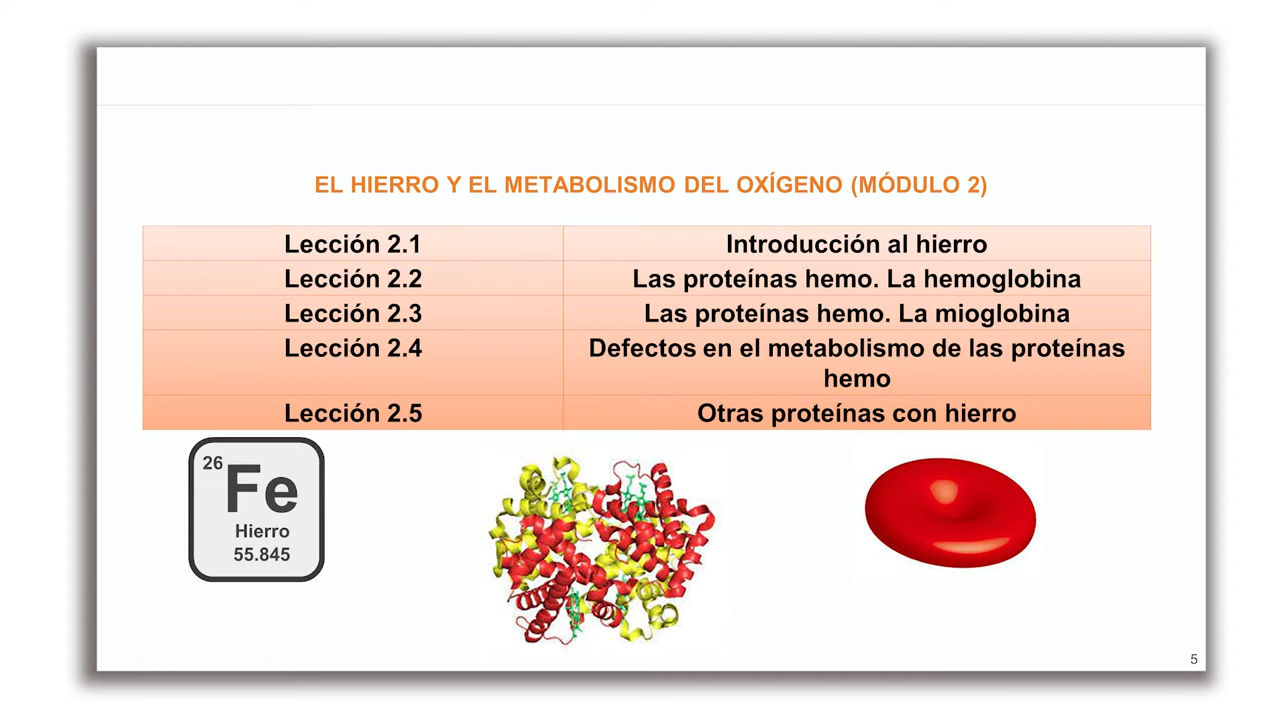 EL HIERRO Y EL METABOLISMO DEL OXÍGENO (MÓDULO 2)
Lección 2.1 Introducción al hierro
Lección 2.2 Las proteínas hemo. La hemoglobina
Lección 2.3 Las proteínas hemo. La mioglobina
Lección 2.4 Defectos en el metabolismo de las proteínas
hemo
Lección 2.5 Otras proteínas con hierro
26
Fe
Hierro
55.845
5